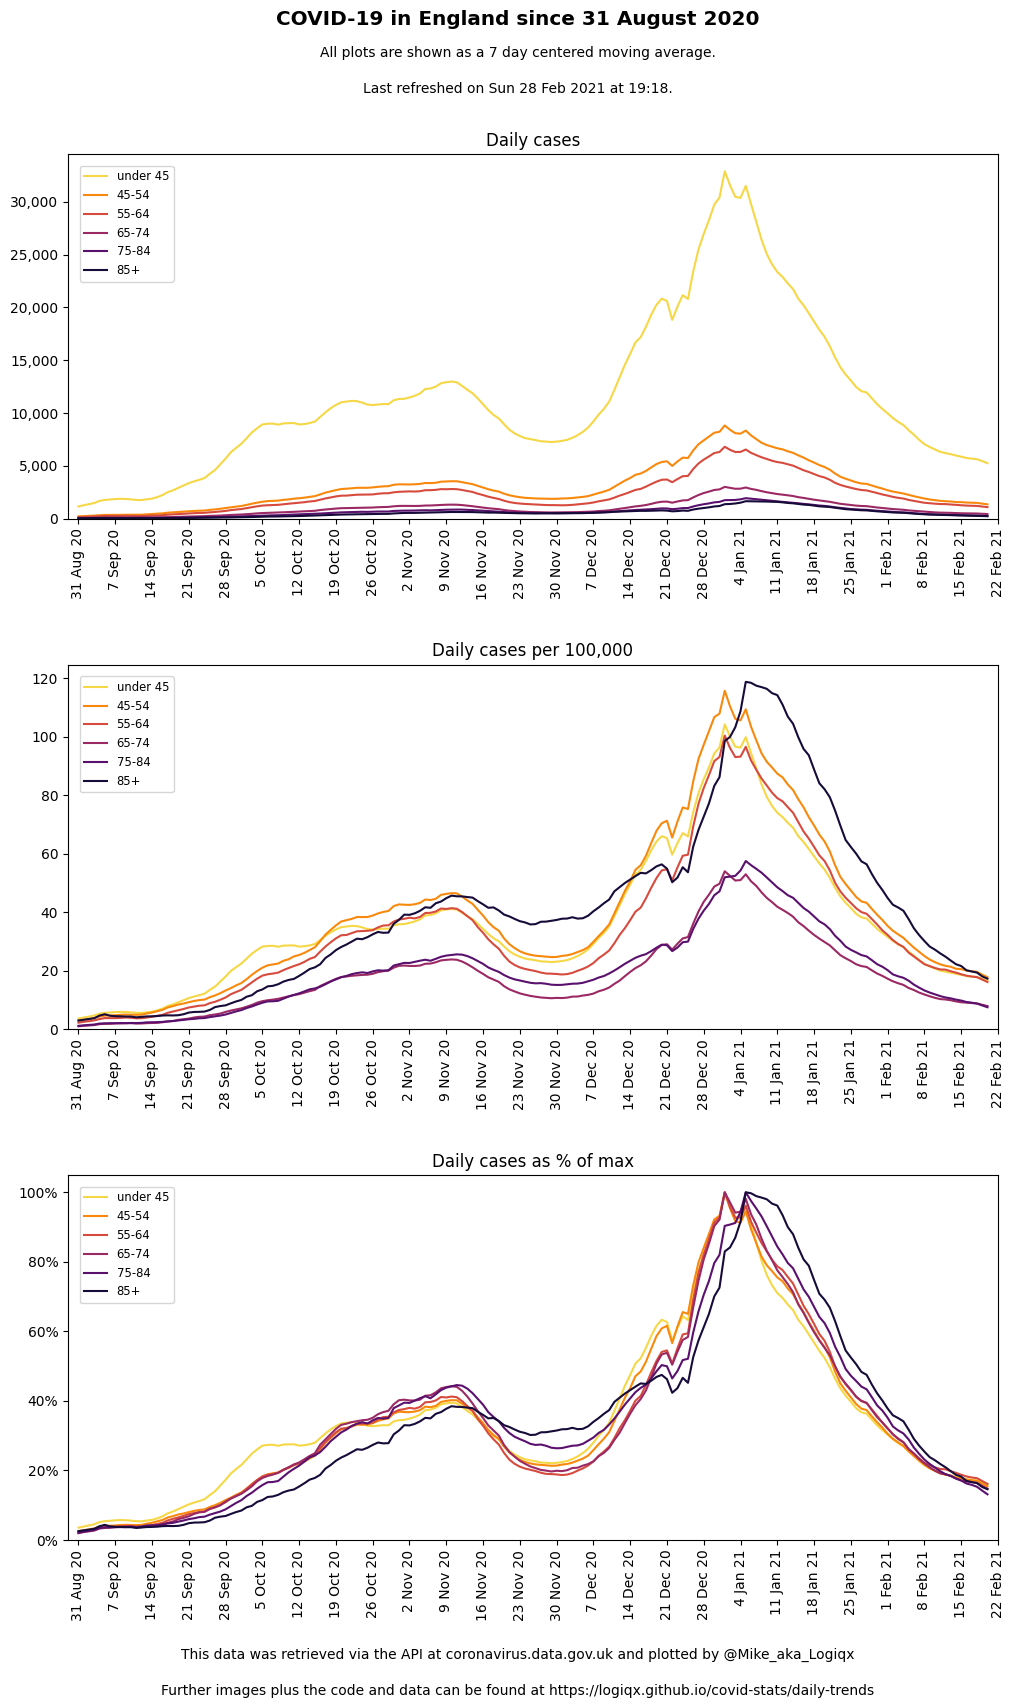 COVID-19 in England since 31 August 2020
All plots are shown as a 7 day centered moving average.
Last refreshed on Sun 28 Feb 2021 at 19:18.
Daily cases
under 45
45-54
55-64
65-74
75-84
85+
30,000
25,000
20,000
15,000
10,000
5,000
0
31 Aug 20
7 Sep 20
14 Sep 20
21 Sep 20
28 Sep 20
5 Oct 20
12 Oct 20
19 Oct 20
26 Oct 20
2 Nov 20
9 Nov 20
16 Nov 20
23 Nov 20
30 Nov 20
7 Dec 20
14 Dec 20
21 Dec 20
28 Dec 20
4 Jan 21
11 Jan 21
18 Jan 21
25 Jan 21
1 Feb 21
8 Feb 21
15 Feb 21
22 Feb 21
Daily cases per 100,000
under 45
45-54
55-64
65-74
75-84
85+
120
100
80
60
40
20
0
31 Aug 20
7 Sep 20
14 Sep 20
21 Sep 20
28 Sep 20
5 Oct 20
12 Oct 20
19 Oct 20
26 Oct 20
2 Nov 20
9 Nov 20
16 Nov 20
23 Nov 20
30 Nov 20
7 Dec 20
14 Dec 20
21 Dec 20
28 Dec 20
4 Jan 21
11 Jan 21
18 Jan 21
25 Jan 21
1 Feb 21
8 Feb 21
15 Feb 21
22 Feb 21
Daily cases as % of max
under 45
45-54
55-64
65-74
75-84
85+
100%
80%
60%
40%
20%
0%
31 Aug 20
7 Sep 20
14 Sep 20
21 Sep 20
28 Sep 20
5 Oct 20
12 Oct 20
19 Oct 20
26 Oct 20
2 Nov 20
9 Nov 20
16 Nov 20
23 Nov 20
30 Nov 20
7 Dec 20
14 Dec 20
21 Dec 20
28 Dec 20
4 Jan 21
11 Jan 21
18 Jan 21
25 Jan 21
1 Feb 21
8 Feb 21
15 Feb 21
22 Feb 21
This data was retrieved via the API at coronavirus.data.gov.uk and plotted by @Mike_aka_Logiqx
Further images plus the code and data can be found at https://logiqx.github.io/covid-stats/daily-trends